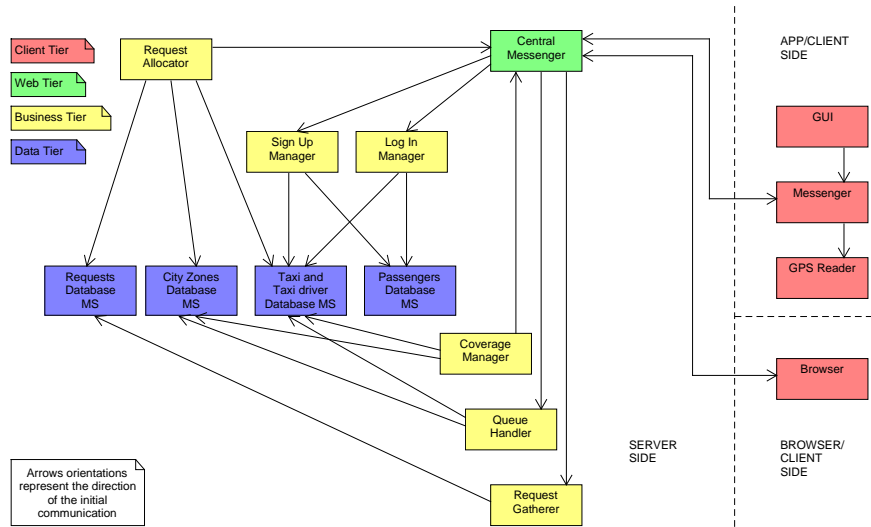 Client Tier
Web Tier
Business Tier
Data Tier
Request
Allocator
Central
Messenger
APP/CLIENT
SIDE
GUI
Sign Up
Manager
Log In
Manager
Messenger
GPS Reader
Requests
Database
MS
City Zones
Database
MS
Taxi and
Taxi driver
Database MS
Passengers
Database
MS
Coverage
Manager
Browser
Queue
Handler
SERVER
SIDE
BROWSER/
CLIENT
SIDE
Arrows orientations
represent the direction
of the initial
communication
Request
Gatherer